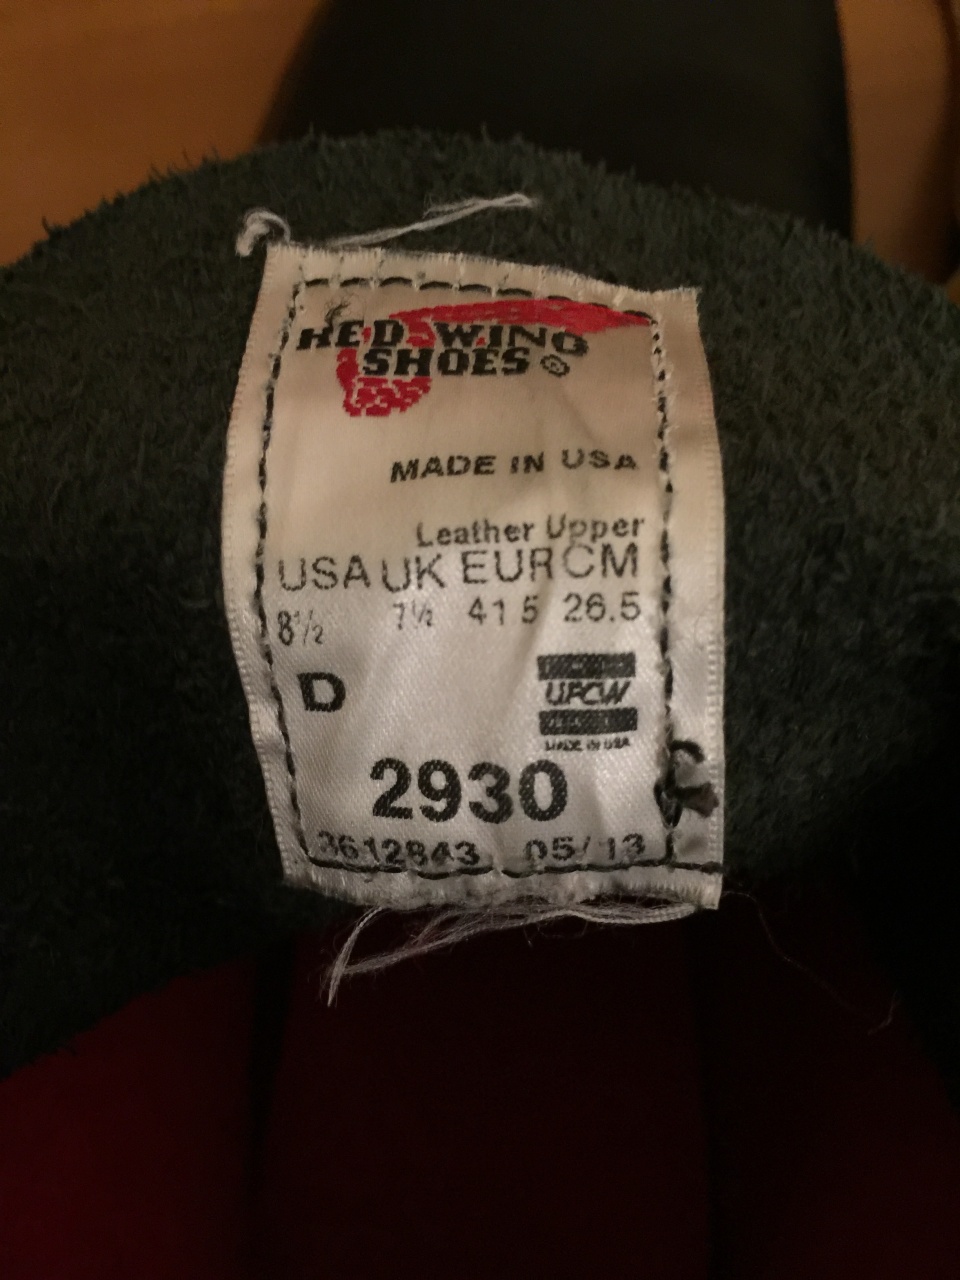 RED WING
SHOES ®
MADE IN USA
Leather Upper
USA UK EUR CM
8½ 7½ 41 5 26.5
D
UFCW
MADE IN USA
2930
3612843 05/13